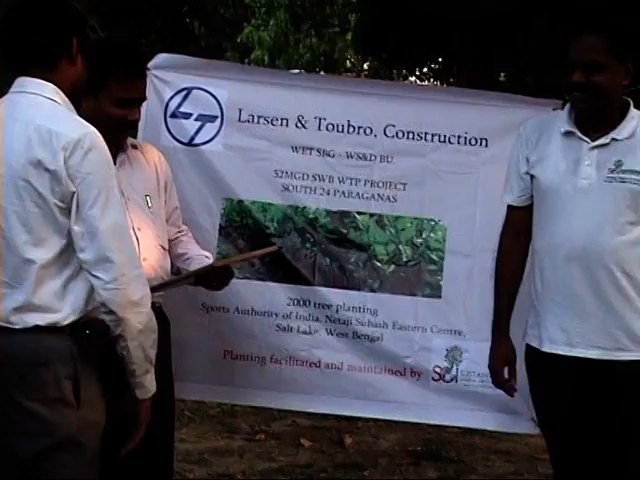 LT
Larsen & Toubro, Construction
WET SBG - WS&D BU
52MGD SWB WTP PROJECT
SOUTH 24 PARAGANAS
2000 tree planting
Sports Authority of India, Netaji Subash Eastern Centre,
Salt Lake, West Bengal
Planting facilitated and maintained by